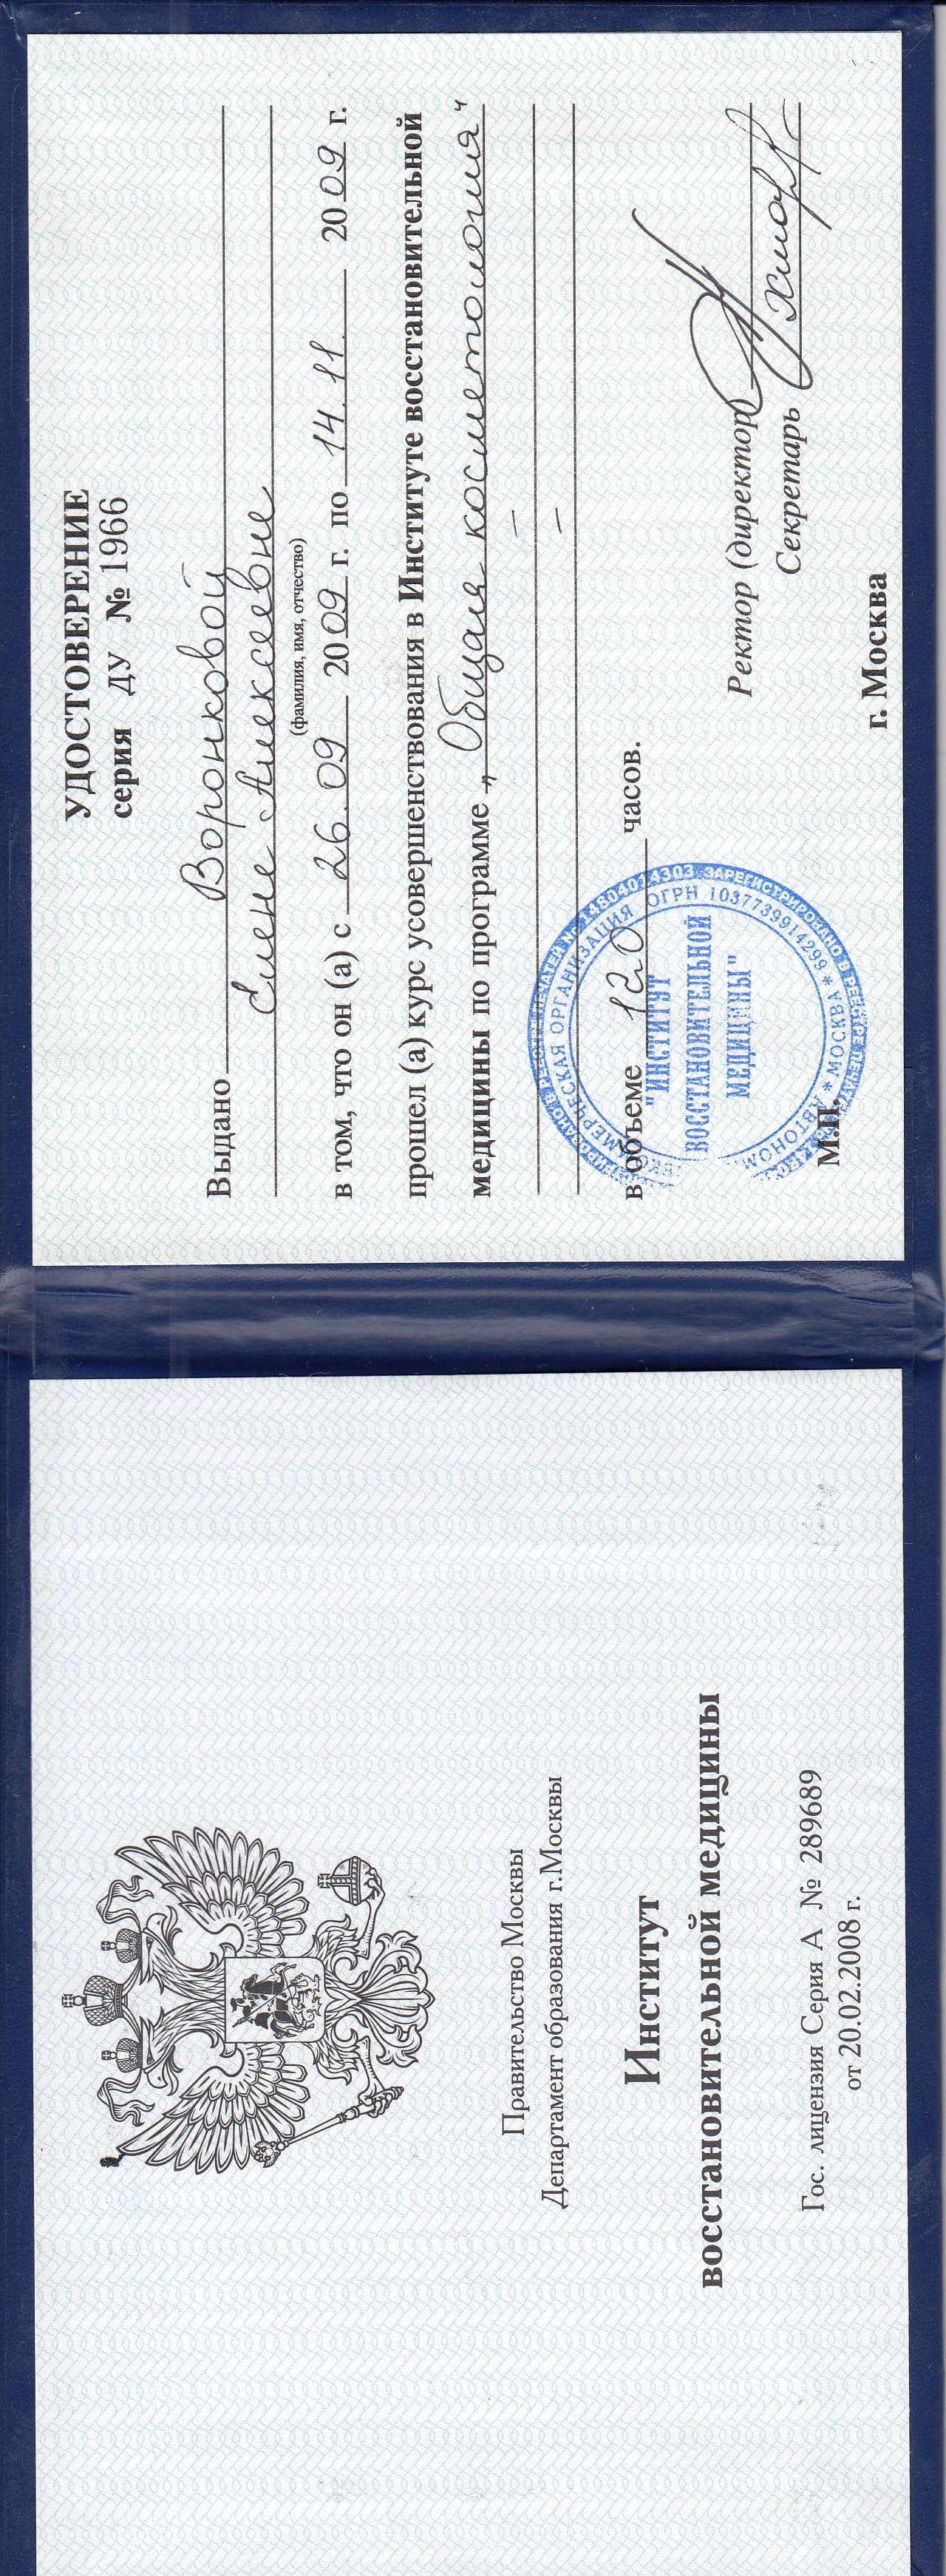 Правительство Москвы
Департамент образования г.Москвы
Институт
восстановительной медицины
Гос. лицензия Серия А № 289689
от 20.02.2008 г.
УДОСТОВЕРЕНИЕ
серия ДУ № 1966
Выдано Воронковой
Елене Алексеевне
(фамилия, имя, отчество)
в том, что он (а) с 26.09 2009 г. по 14.11. 2009 г.
прошел (а) курс усовершенствования в Институте восстановительной
медицины по программе „Общая косметология"
в объеме 120 часов.
"ИНСТИТУТ
ВОССТАНОВИТЕЛЬНОЙ
МЕДИЦИНЫ"
НЕКОММЕРЧЕСКАЯ ОРГАНИЗАЦИЯ ОГРН 1037739914299
* МОСКВА *
Ректор (директор)
Секретарь
М.П.
г. Москва